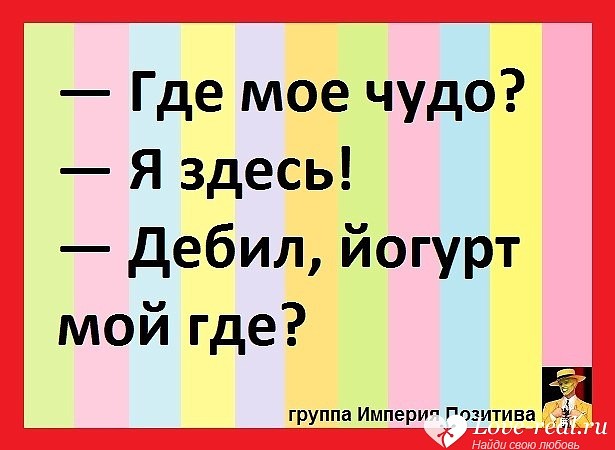 — Где мое чудо?
— Я здесь!
— Дебил, йогурт
мой где?
группа Империя Позитива
Love-real.ru
Найди свою любовь